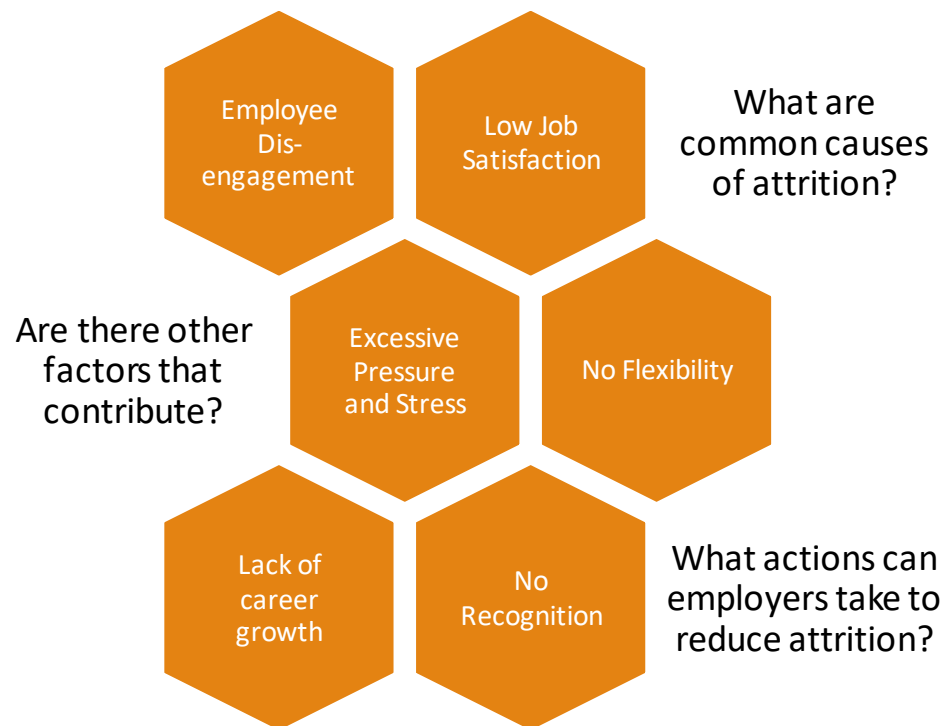 Employee
Dis-
engagement
Low Job
Satisfaction
What are
common causes
of attrition?
Are there other
factors that
contribute?
Excessive
Pressure
and Stress
No Flexibility
Lack of
career
growth
No
Recognition
What actions can
employers take to
reduce attrition?